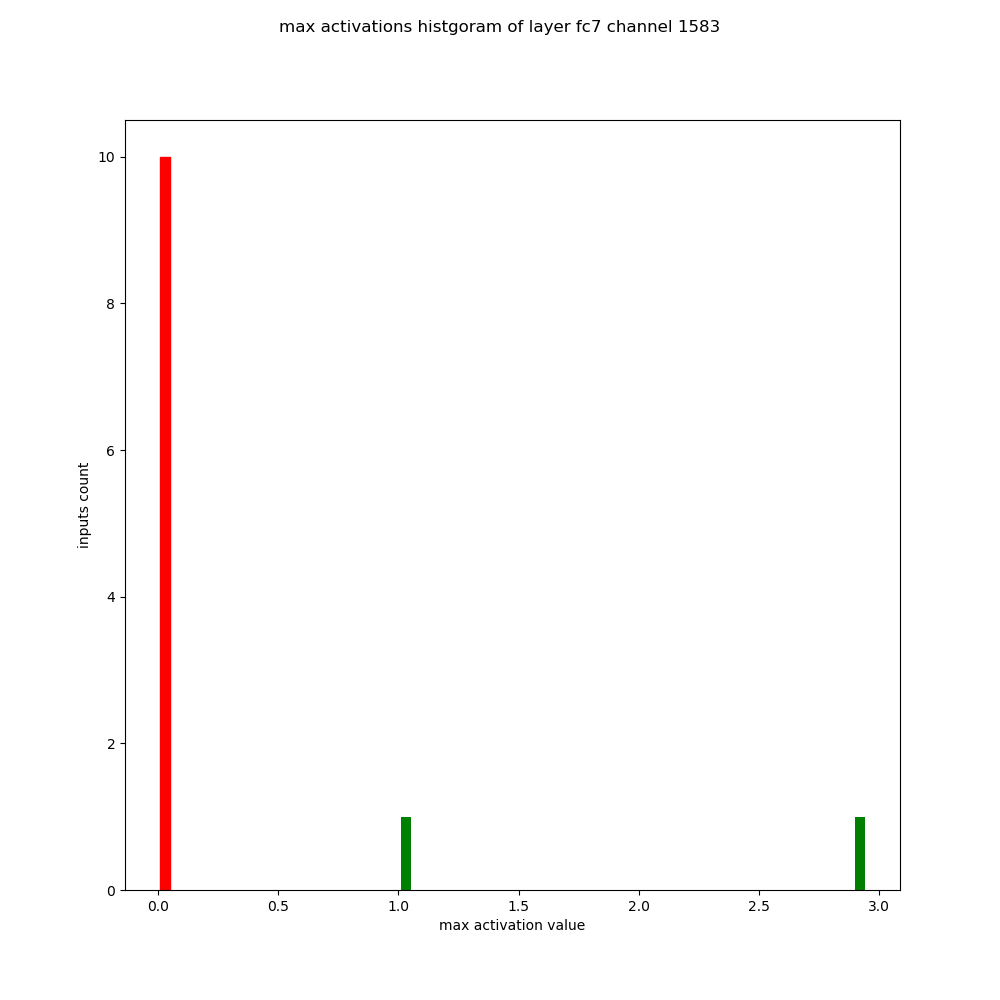 max activations histgoram of layer fc7 channel 1583
10
8
6
4
2
0
inputs count
0.0 0.5 1.0 1.5 2.0 2.5 3.0
max activation value